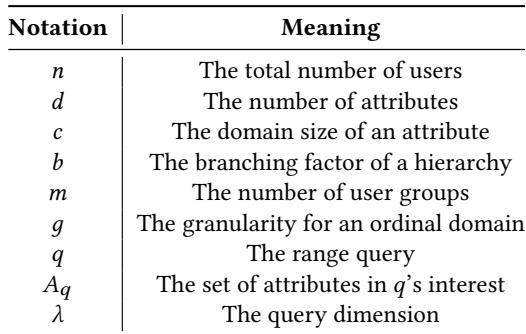 Notation Meaning
n The total number of users
d The number of attributes
c The domain size of an attribute
b The branching factor of a hierarchy
m The number of user groups
g The granularity for an ordinal domain
q The range query
A_q The set of attributes in q's interest
λ The query dimension